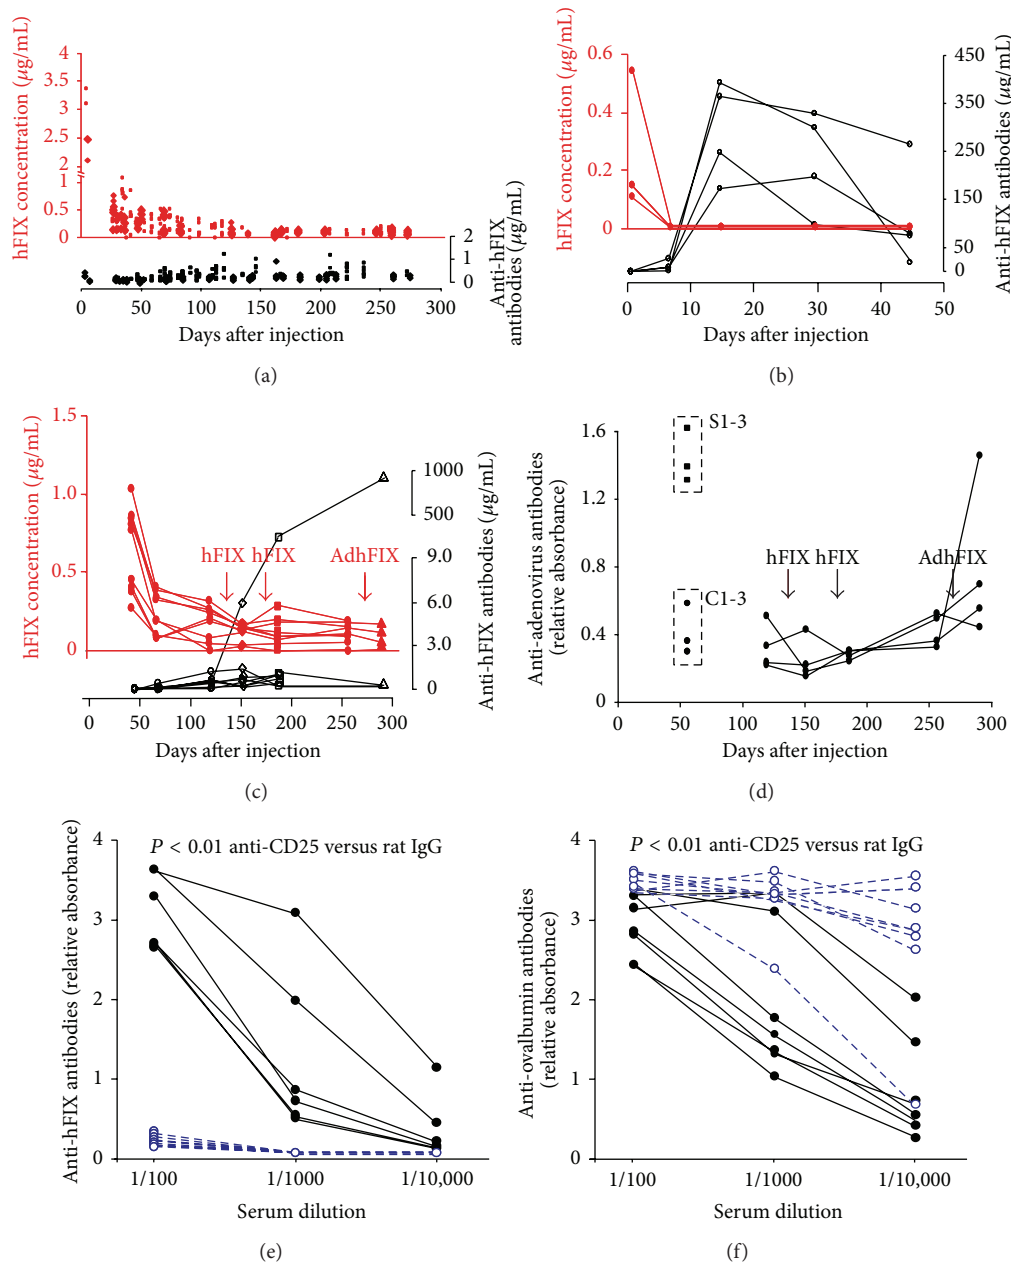 hFIX concentration (µg/mL)
4
3.5
3
2.5
2
1
0.5
0
Anti-hFIX
antibodies (µg/mL)
2
1
0
0 50 100 150 200 250 300
Days after injection
(a)
hFIX concentration (µg/mL)
0.6
0.4
0.2
0
Anti-hFIX antibodies (µg/mL)
450
350
250
150
50
0
0 10 20 30 40 50
Days after injection
(b)
hFIX concentration (µg/mL)
1.5
1.0
0.5
0
hFIX hFIX AdhFIX
Anti-hFIX antibodies (µg/mL)
1000
500
9.0
6.0
3.0
0
0 50 100 150 200 250 300
Days after injection
(c)
Anti-adenovirus antibodies
(relative absorbance)
1.6
1.2
0.8
0.4
0
S1-3
C1-3
hFIX hFIX AdhFIX
0 50 100 150 200 250 300
Days after injection
(d)
Anti-hFIX antibodies (relative absorbance)
4
3
2
1
0
P < 0.01 anti-CD25 versus rat IgG
1/100 1/1000 1/10,000
Serum dilution
(e)
Anti-ovalbumin antibodies
(relative absorbance)
4
3
2
1
0
P < 0.01 anti-CD25 versus rat IgG
1/100 1/1000 1/10,000
Serum dilution
(f)